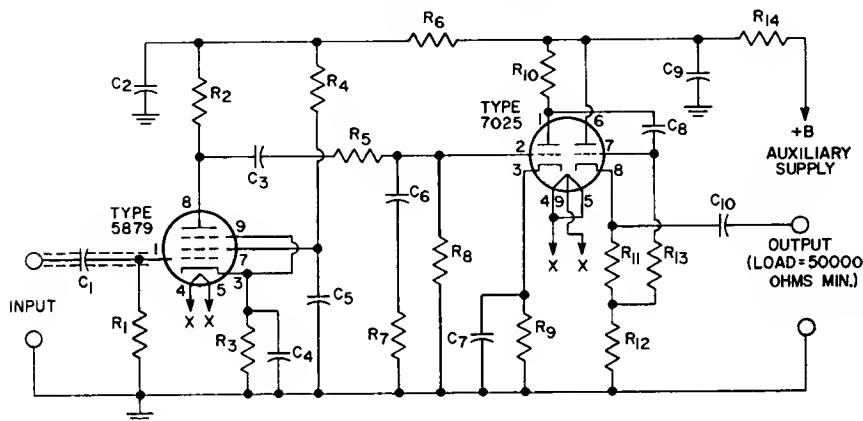 R6
R14
C2
R2
R4
R10
C9
TYPE
7025
1
6
C8
+B
AUXILIARY
SUPPLY
R5
2
7
C3
3
8
C6
4
9
5
C10
8
TYPE
5879
9
1
7
3
X
X
R11
R13
OUTPUT
(LOAD=50000
OHMS MIN.)
R8
C1
4
5
C5
INPUT
X
X
R1
R3
C4
R7
C7
R9
R12